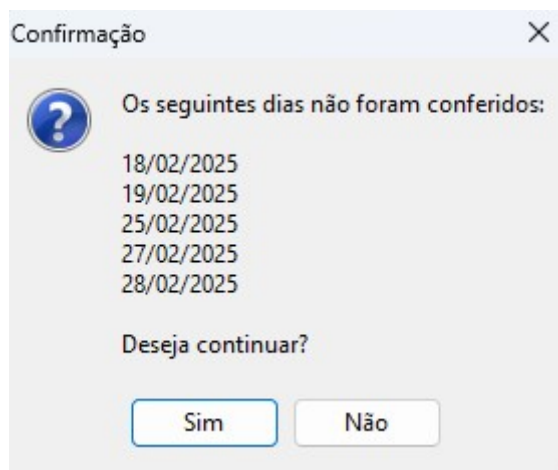 Confirmação
Os seguintes dias não foram conferidos:
18/02/2025
19/02/2025
25/02/2025
27/02/2025
28/02/2025
Deseja continuar?
Sim
Não